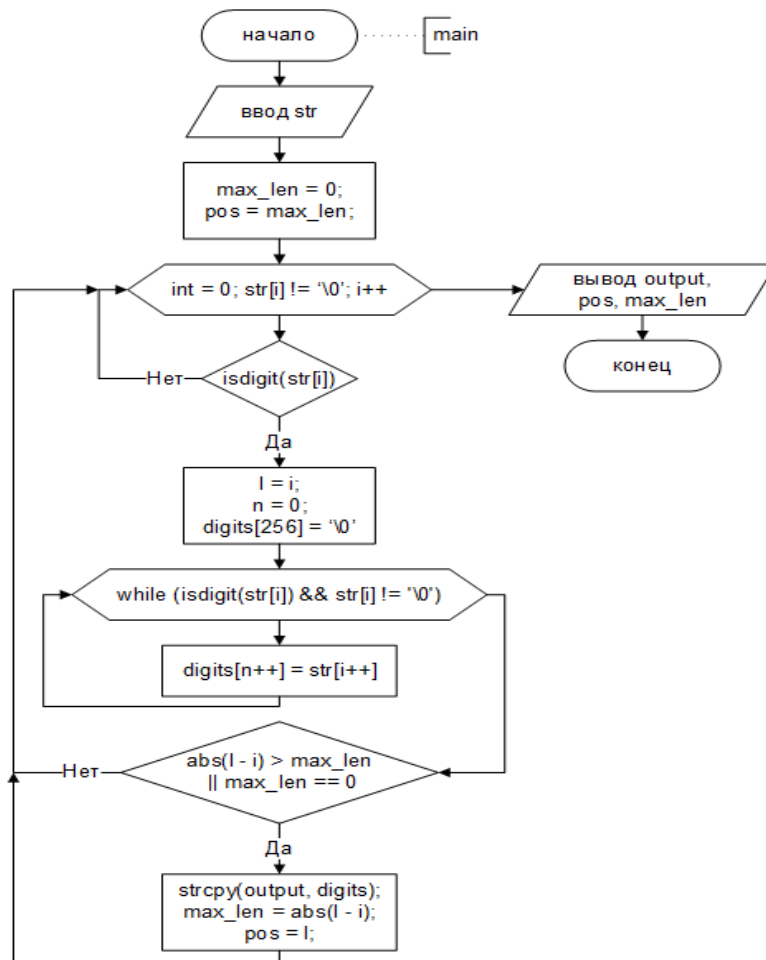 начало
main
ввод str
max_len = 0;
pos = max_len;
int = 0; str[i] != ‘\0’; i++
вывод output,
pos, max_len
конец
isdigit(str[i])
Нет
Да
l = i;
n = 0;
digits[256] = ‘\0’
while (isdigit(str[i]) && str[i] != '\0')
digits[n++] = str[i++]
abs(l - i) > max_len
|| max_len == 0
Нет
Да
strcpy(output, digits);
max_len = abs(l - i);
pos = l;